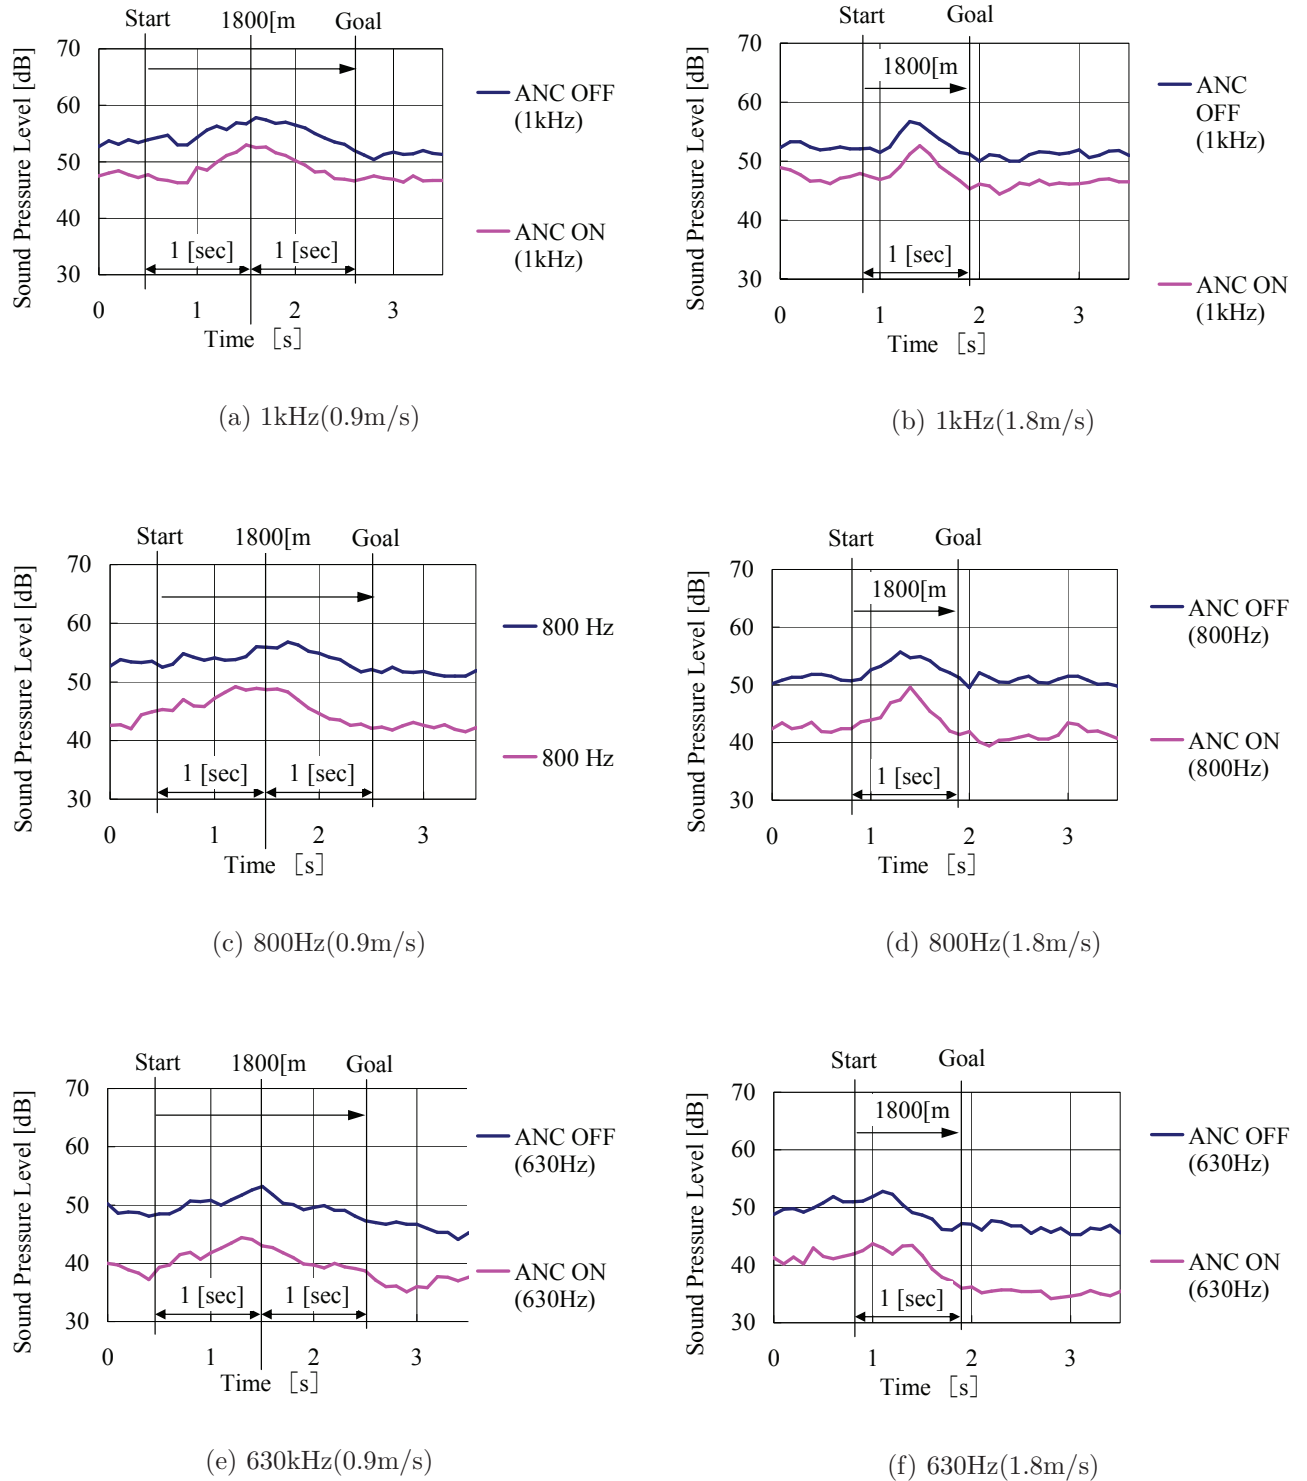 Start 1800[m Goal
Sound Pressure Level [dB]
70
60
50
40
30
1 [sec] 1 [sec]
0 1 2 3
Time [s]
ANC OFF
(1kHz)
ANC ON
(1kHz)
(a) 1kHz(0.9m/s)
Start Goal
Sound Pressure Level [dB]
70
60
50
40
30
1800[m
1 [sec]
0 1 2 3
Time [s]
ANC
OFF
(1kHz)
ANC ON
(1kHz)
(b) 1kHz(1.8m/s)
Start 1800[m Goal
Sound Pressure Level [dB]
70
60
50
40
30
1 [sec] 1 [sec]
0 1 2 3
Time [s]
800 Hz
800 Hz
(c) 800Hz(0.9m/s)
Start Goal
Sound Pressure Level [dB]
70
60
50
40
30
1800[m
1 [sec]
0 1 2 3
Time [s]
ANC OFF
(800Hz)
ANC ON
(800Hz)
(d) 800Hz(1.8m/s)
Start 1800[m Goal
Sound Pressure Level [dB]
70
60
50
40
30
1 [sec] 1 [sec]
0 1 2 3
Time [s]
ANC OFF
(630Hz)
ANC ON
(630Hz)
(e) 630kHz(0.9m/s)
Start Goal
Sound Pressure Level [dB]
70
60
50
40
30
1800[m
1 [sec]
0 1 2 3
Time [s]
ANC OFF
(630Hz)
ANC ON
(630Hz)
(f) 630Hz(1.8m/s)